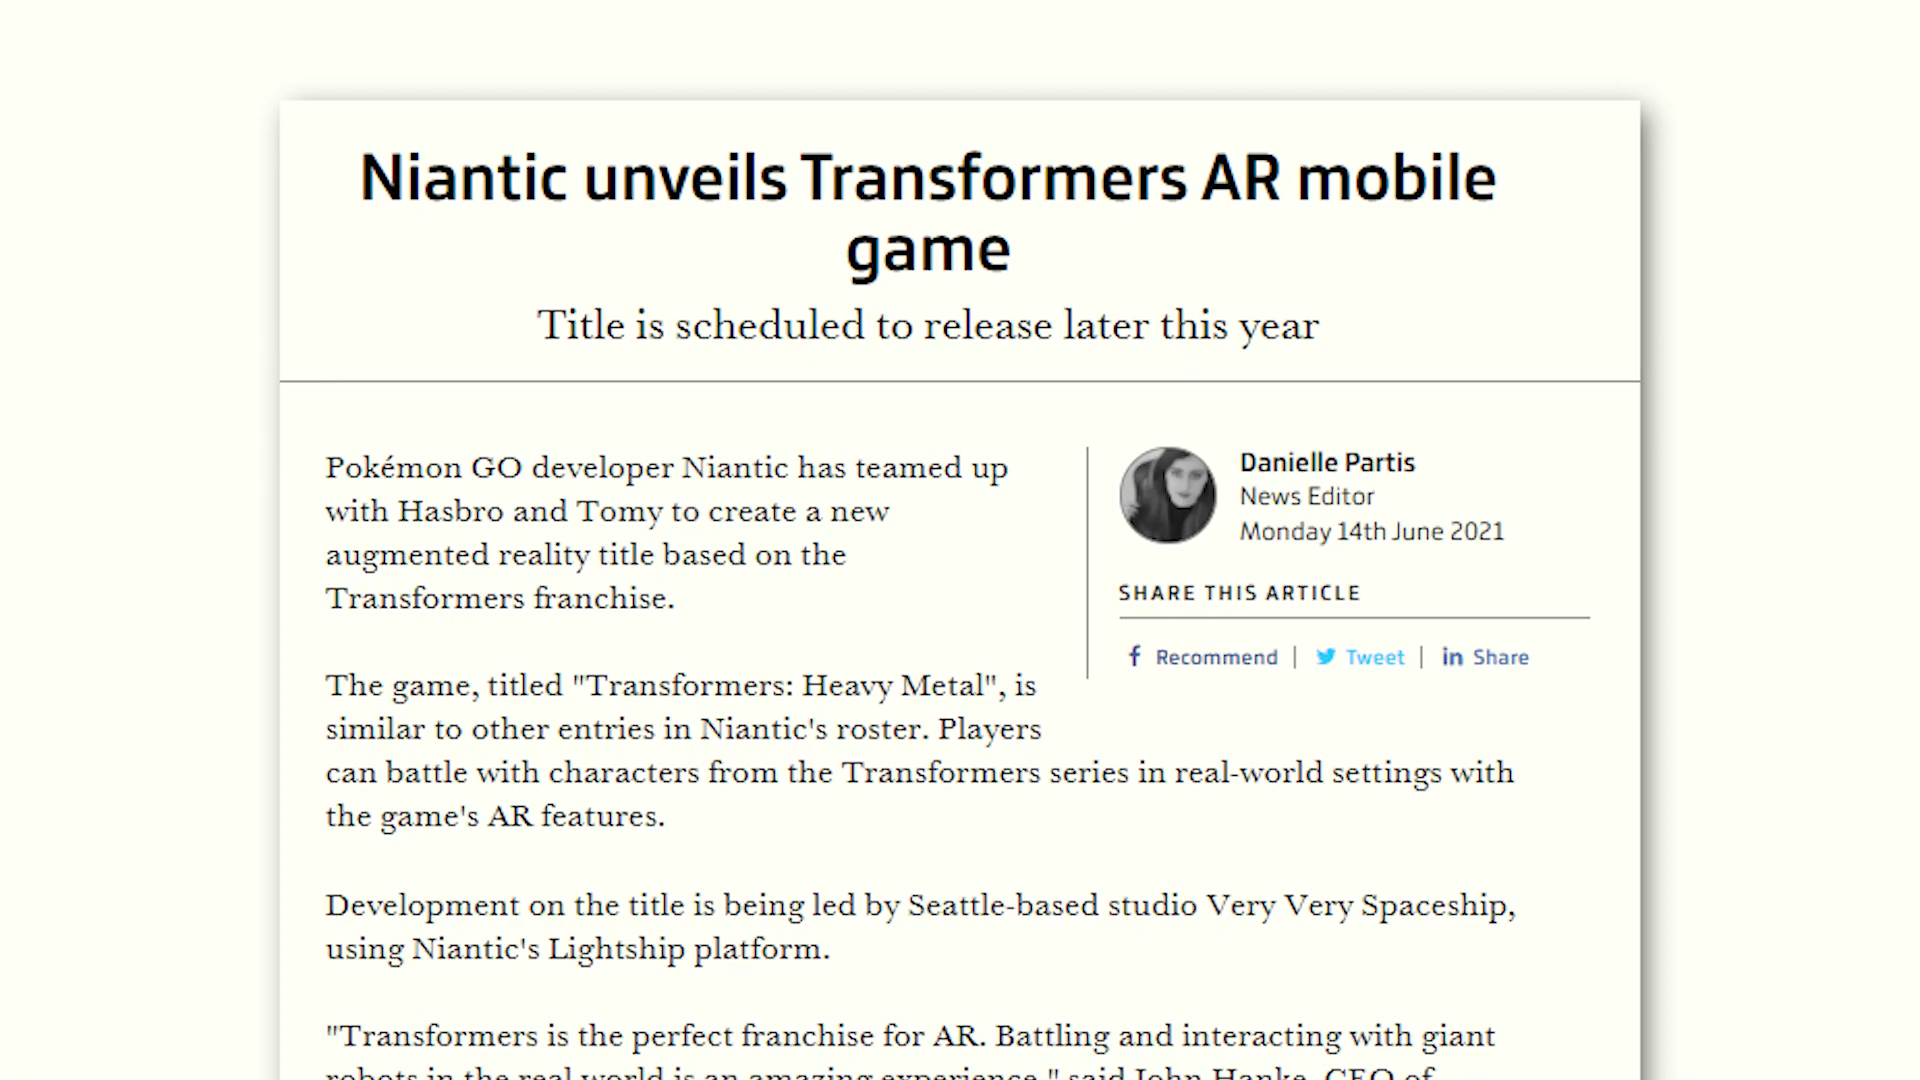 Niantic unveils Transformers AR mobile
game
Title is scheduled to release later this year
Pokémon GO developer Niantic has teamed up
with Hasbro and Tomy to create a new
augmented reality title based on the
Transformers franchise.
Danielle Partis
News Editor
Monday 14th June 2021
SHARE THIS ARTICLE
Recommend | Tweet | in Share
The game, titled "Transformers: Heavy Metal", is
similar to other entries in Niantic's roster. Players
can battle with characters from the Transformers series in real-world settings with
the game's AR features.
Development on the title is being led by Seattle-based studio Very Very Spaceship,
using Niantic's Lightship platform.
"Transformers is the perfect franchise for AR. Battling and interacting with giant
robots in the real world is an amazing experience," said John Hanke, CEO of